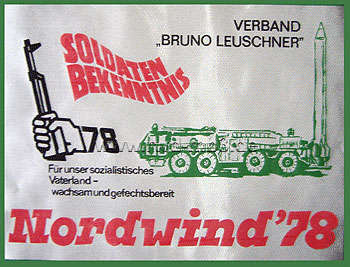 VERBAND
„BRUNO LEUSCHNER"
SOLDATEN
BEKENNTNIS
78
Für unser sozialistisches
Vaterland –
wachsam und gefechtsbereit
Nordwind '78